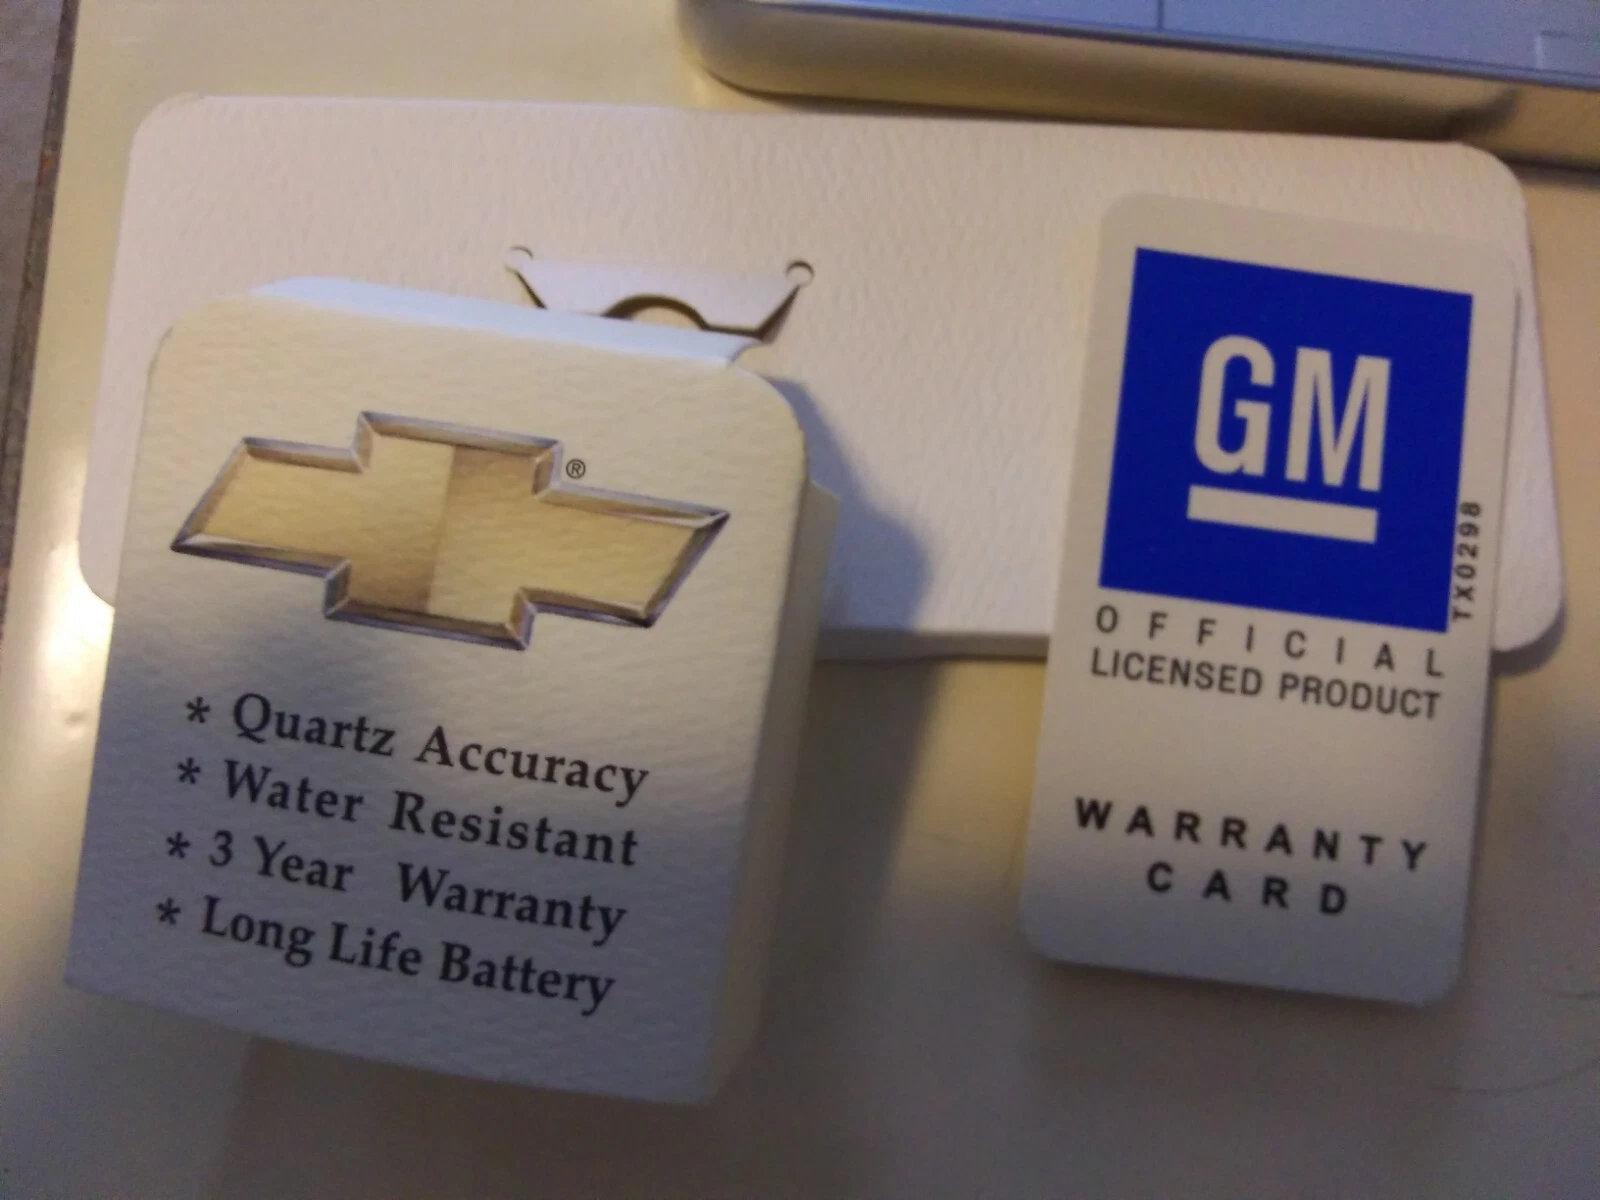 ®
* Quartz Accuracy
* Water Resistant
* 3 Year Warranty
* Long Life Battery
GM
TX0298
OFFICIAL
LICENSED PRODUCT
WARRANTY
CARD